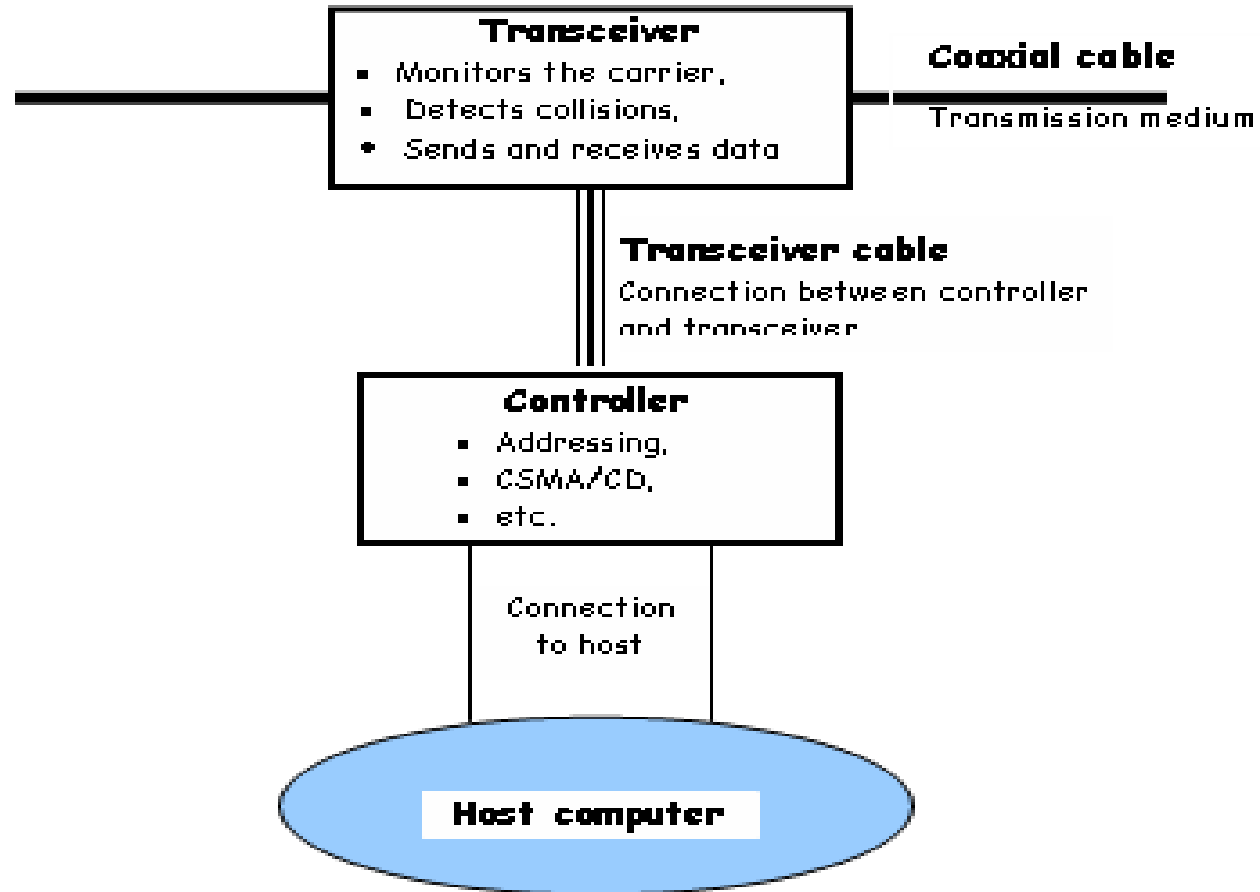 Transceiver
▪ Monitors the carrier,
▪ Detects collisions,
• Sends and receives data
Coaxial cable
Transmission medium
Transceiver cable
Connection between controller
and transceiver
Controller
▪ Addressing,
▪ CSMA/CD,
▪ etc.
Connection
to host
Host computer